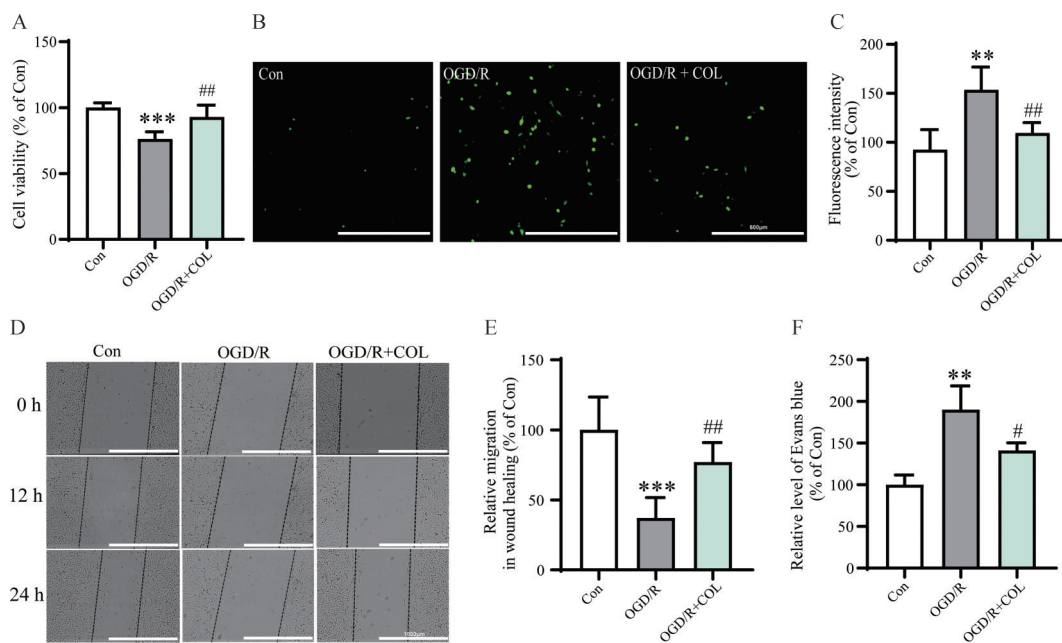 A
Cell viability (% of Con)
150
100
50
0
***
##
Con
OGD/R
OGD/R+COL
B
Con
OGD/R
OGD/R + COL
600μm
C
Fluorescence intensity
(% of Con)
200
150
100
50
0
**
##
Con
OGD/R
OGD/R+COL
D
Con
OGD/R
OGD/R+COL
0 h
12 h
24 h
1000μm
E
Relative migration
in wound healing (% of Con)
150
100
50
0
***
##
Con
OGD/R
OGD/R+COL
F
Relative level of Evans blue
(% of Con)
250
200
150
100
50
0
**
#
Con
OGD/R
OGD/R+COL